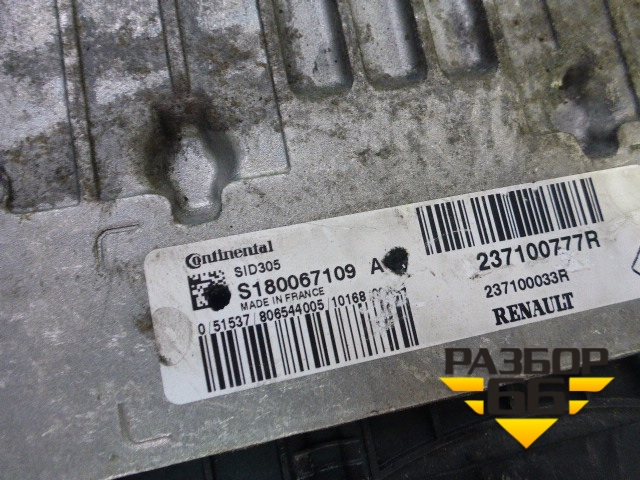 Continental
SID305
S180067109 A
MADE IN FRANCE
0/51537/806544005/10168
237100777R
237100033R
RENAULT
РАЗБОР
66